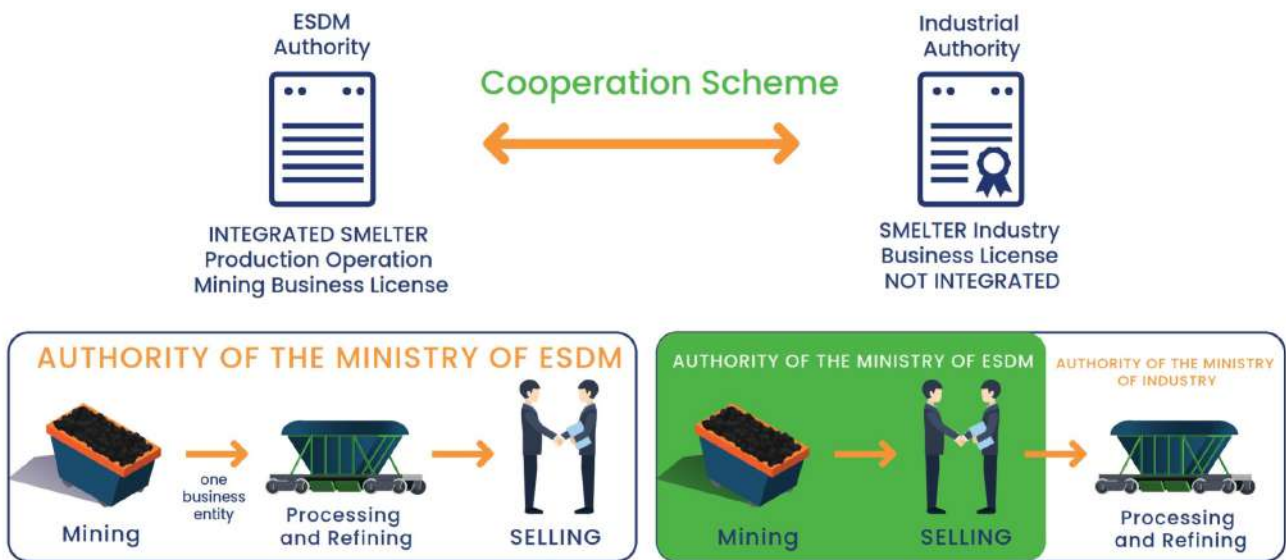 ESDM
Authority
Cooperation Scheme
Industrial
Authority
INTEGRATED SMELTER
Production Operation
Mining Business License
SMELTER Industry
Business License
NOT INTEGRATED
AUTHORITY OF THE MINISTRY OF ESDM
one
business
entity
Mining
Processing
and Refining
SELLING
AUTHORITY OF THE MINISTRY OF ESDM
AUTHORITY OF THE MINISTRY
OF INDUSTRY
Mining
SELLING
Processing
and Refining